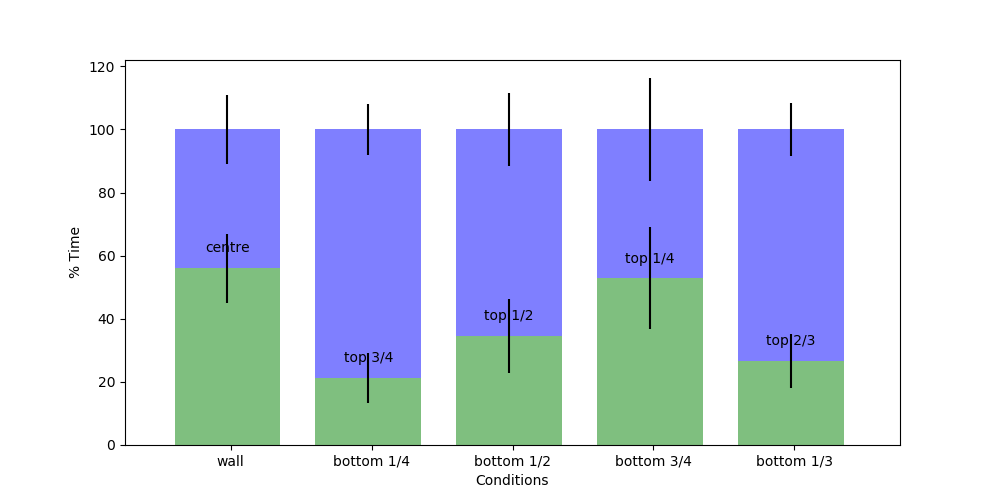 120
100
80
60
40
20
0
% Time
centre
top 3/4
top 1/2
top 1/4
top 2/3
wall
bottom 1/4
bottom 1/2
bottom 3/4
bottom 1/3
Conditions